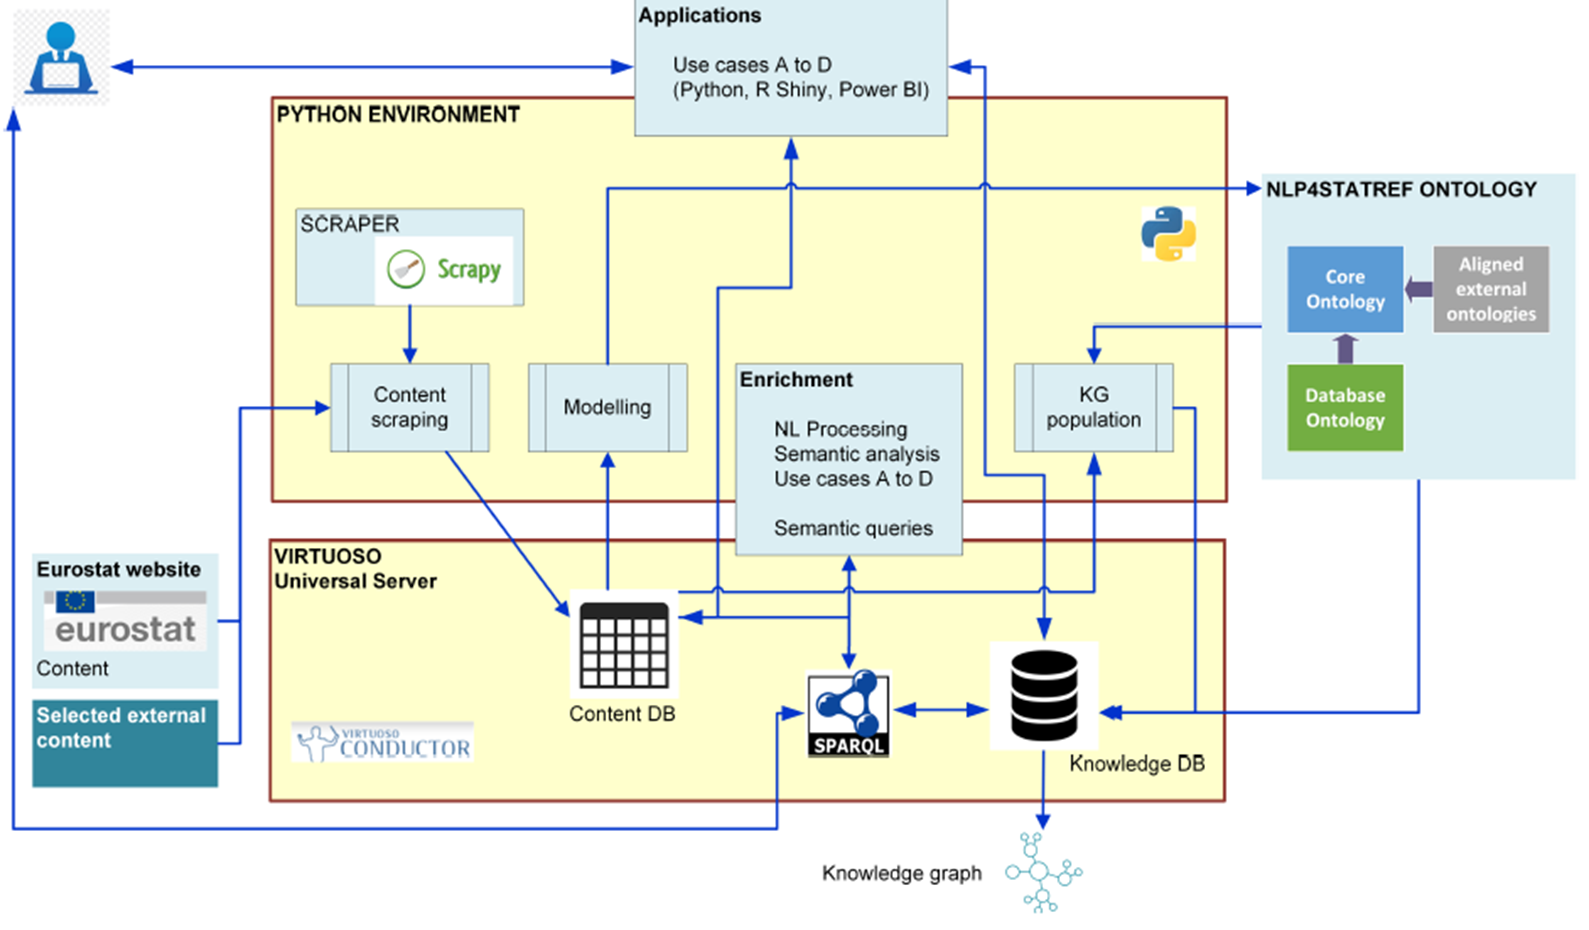 Applications
Use cases A to D
(Python, R Shiny, Power BI)
PYTHON ENVIRONMENT
SCRAPER
Scrapy
NLP4STATREF ONTOLOGY
Core
Ontology
Aligned
external
ontologies
Database
Ontology
Content
scraping
Modelling
Enrichment
NL Processing
Semantic analysis
Use cases A to D
Semantic queries
KG
population
VIRTUOSO
Universal Server
Eurostat website
eurostat
Content
Selected external
content
Content DB
VIRTUOSO
CONDUCTOR
SPARQL
Knowledge DB
Knowledge graph